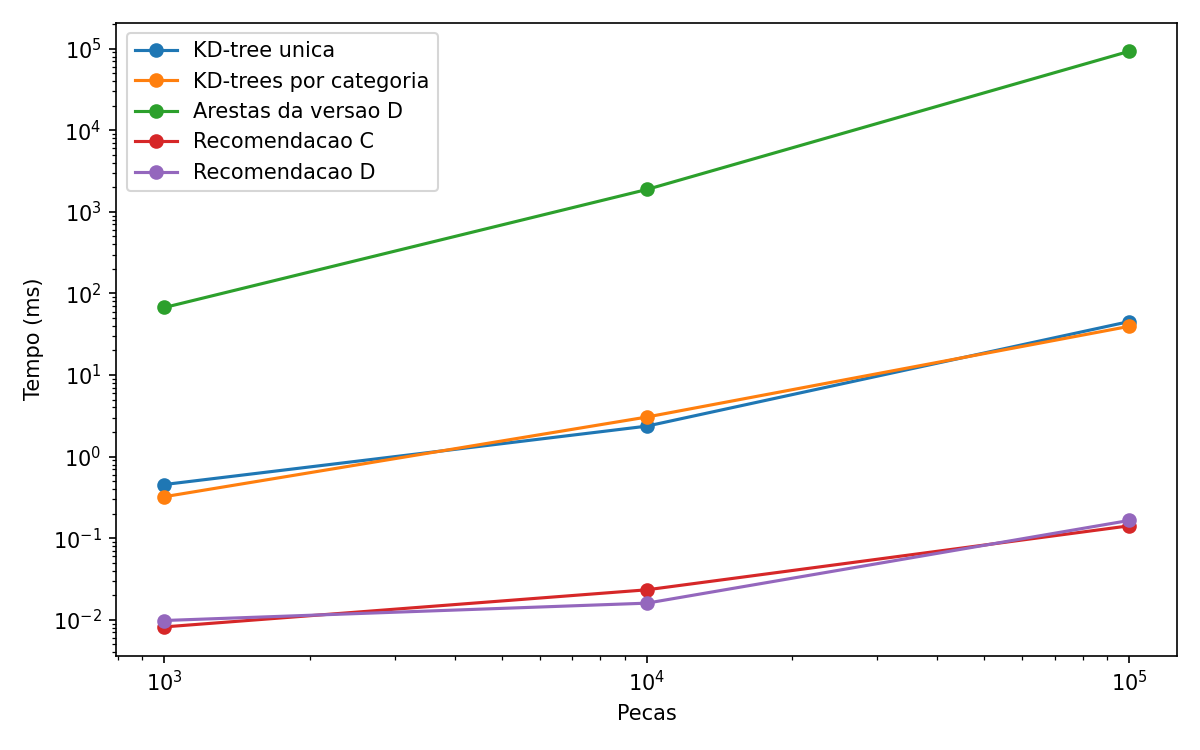 KD-tree unica
KD-trees por categoria
Arestas da versao D
Recomendacao C
Recomendacao D
10^5
10^4
10^3
10^2
10^1
10^0
10^-1
10^-2
Tempo (ms)
10^3 10^4 10^5
Pecas